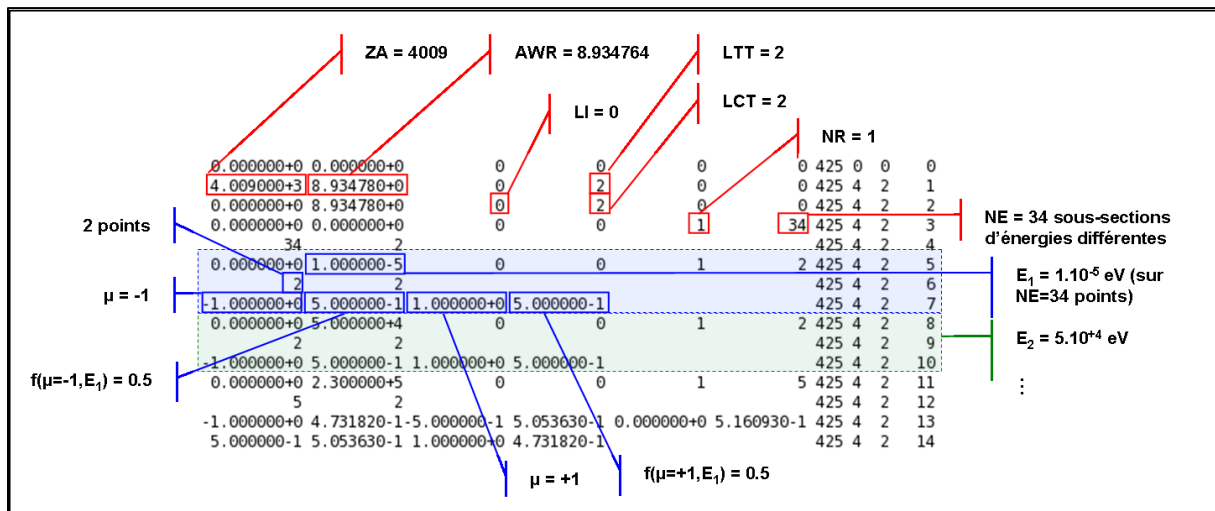 ZA = 4009 AWR = 8.934764 LTT = 2
LCT = 2
LI = 0
NR = 1
0.000000+0 0.000000+0 0 0 0 0 425 0 0 0
4.009000+3 8.934780+0 0 2 0 0 425 4 2 1
0.000000+0 8.934780+0 0 2 0 0 425 4 2 2
0.000000+0 0.000000+0 0 0 1 34 425 4 2 3
34 2 425 4 2 4
0.000000+0 1.000000-5 0 0 1 2 425 4 2 5
2 2 425 4 2 6
-1.000000+0 5.000000-1 1.000000+0 5.000000-1 425 4 2 7
0.000000+0 5.000000+4 0 0 1 2 425 4 2 8
2 2 425 4 2 9
-1.000000+0 5.000000-1 1.000000+0 5.000000-1 425 4 2 10
0.000000+0 2.300000+5 0 0 1 5 425 4 2 11
5 2 425 4 2 12
-1.000000+0 4.731820-1-5.000000-1 5.053630-1 0.000000+0 5.160930-1 425 4 2 13
5.000000-1 5.053630-1 1.000000+0 4.731820-1 425 4 2 14
2 points
µ = -1
f(µ=-1,E₁) = 0.5
µ = +1
f(µ=+1,E₁) = 0.5
NE = 34 sous-sections
d'énergies différentes
E₁ = 1.10⁻⁵ eV (sur
NE=34 points)
E₂ = 5.10⁺⁴ eV
⋮